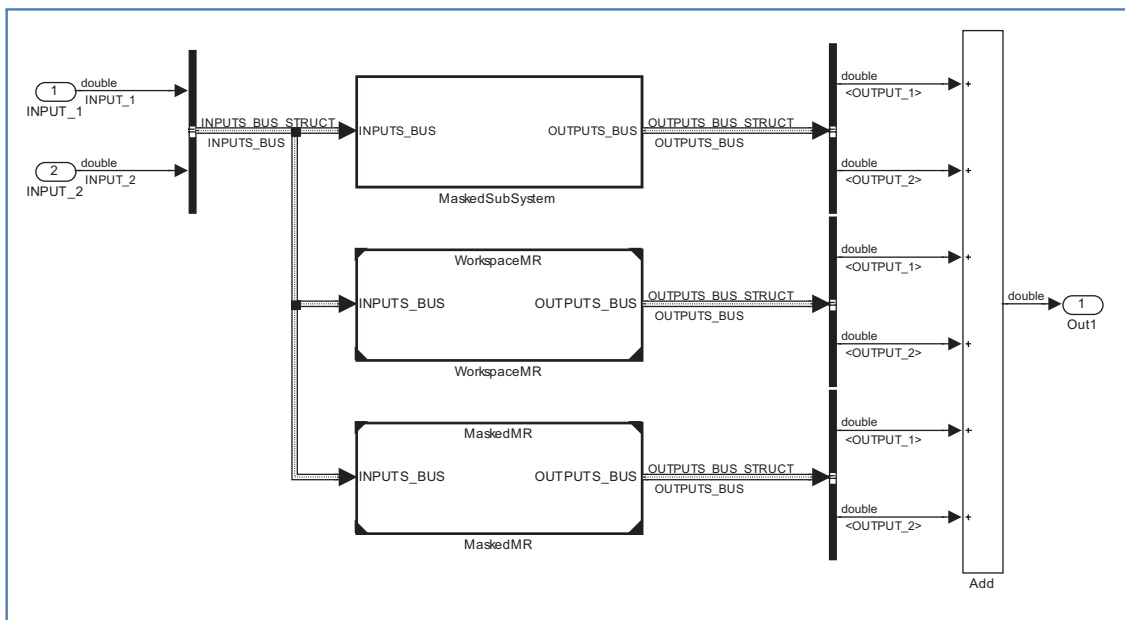 1
INPUT_1
double
INPUT_1
2
INPUT_2
double
INPUT_2
INPUTS_BUS_STRUCT
INPUTS_BUS
INPUTS_BUS
OUTPUTS_BUS
MaskedSubSystem
OUTPUTS_BUS_STRUCT
OUTPUTS_BUS
double
<OUTPUT_1>
double
<OUTPUT_2>
WorkspaceMR
INPUTS_BUS
OUTPUTS_BUS
WorkspaceMR
OUTPUTS_BUS_STRUCT
OUTPUTS_BUS
double
<OUTPUT_1>
double
<OUTPUT_2>
MaskedMR
INPUTS_BUS
OUTPUTS_BUS
MaskedMR
OUTPUTS_BUS_STRUCT
OUTPUTS_BUS
double
<OUTPUT_1>
double
<OUTPUT_2>
+
+
+
+
+
+
Add
double
1
Out1